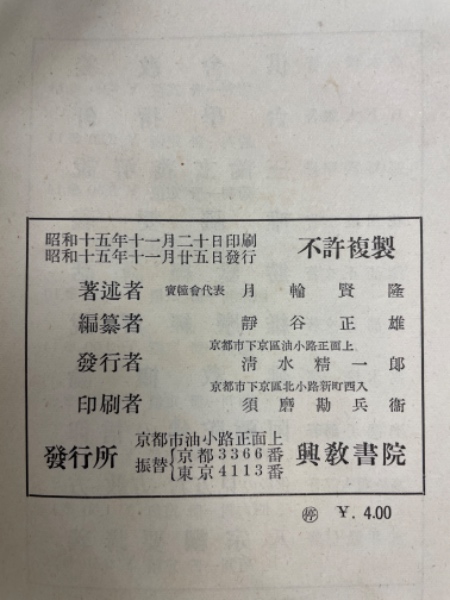 昭和十五年十一月二十日印刷
昭和十五年十一月廿五日發行
不許複製
著述者 寳幢會代表 月輪賢隆
編纂者 靜谷正雄
京都市下京區油小路正面上
發行者 清水精一郎
京都市下京區北小路新町西入
印刷者 須磨勘兵衞
發行所 京都市油小路正面上
振替{京都3366番
東京4113番
興教書院
㊕ ¥. 4.00